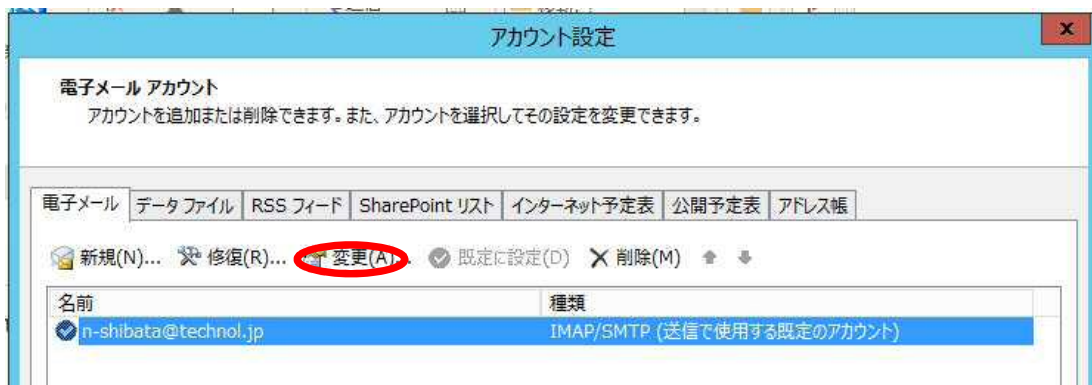 アカウント設定
x
電子メール アカウント
アカウントを追加または削除できます。また、アカウントを選択してその設定を変更できます。
電子メール データ ファイル RSS フィード SharePoint リスト インターネット予定表 公開予定表 アドレス帳
新規(N)... 修復(R)... 変更(A)... 既定に設定(D) 削除(M)
名前 種類
n-shibata@technol.jp IMAP/SMTP (送信で使用する既定のアカウント)